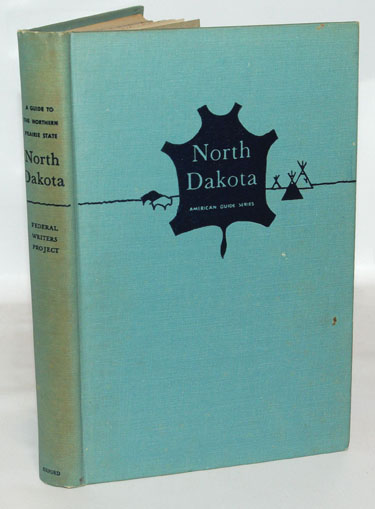 A GUIDE TO
THE NORTHERN
PRAIRIE STATE
North
Dakota
FEDERAL
WRITERS
PROJECT
OXFORD
North
Dakota
AMERICAN GUIDE SERIES